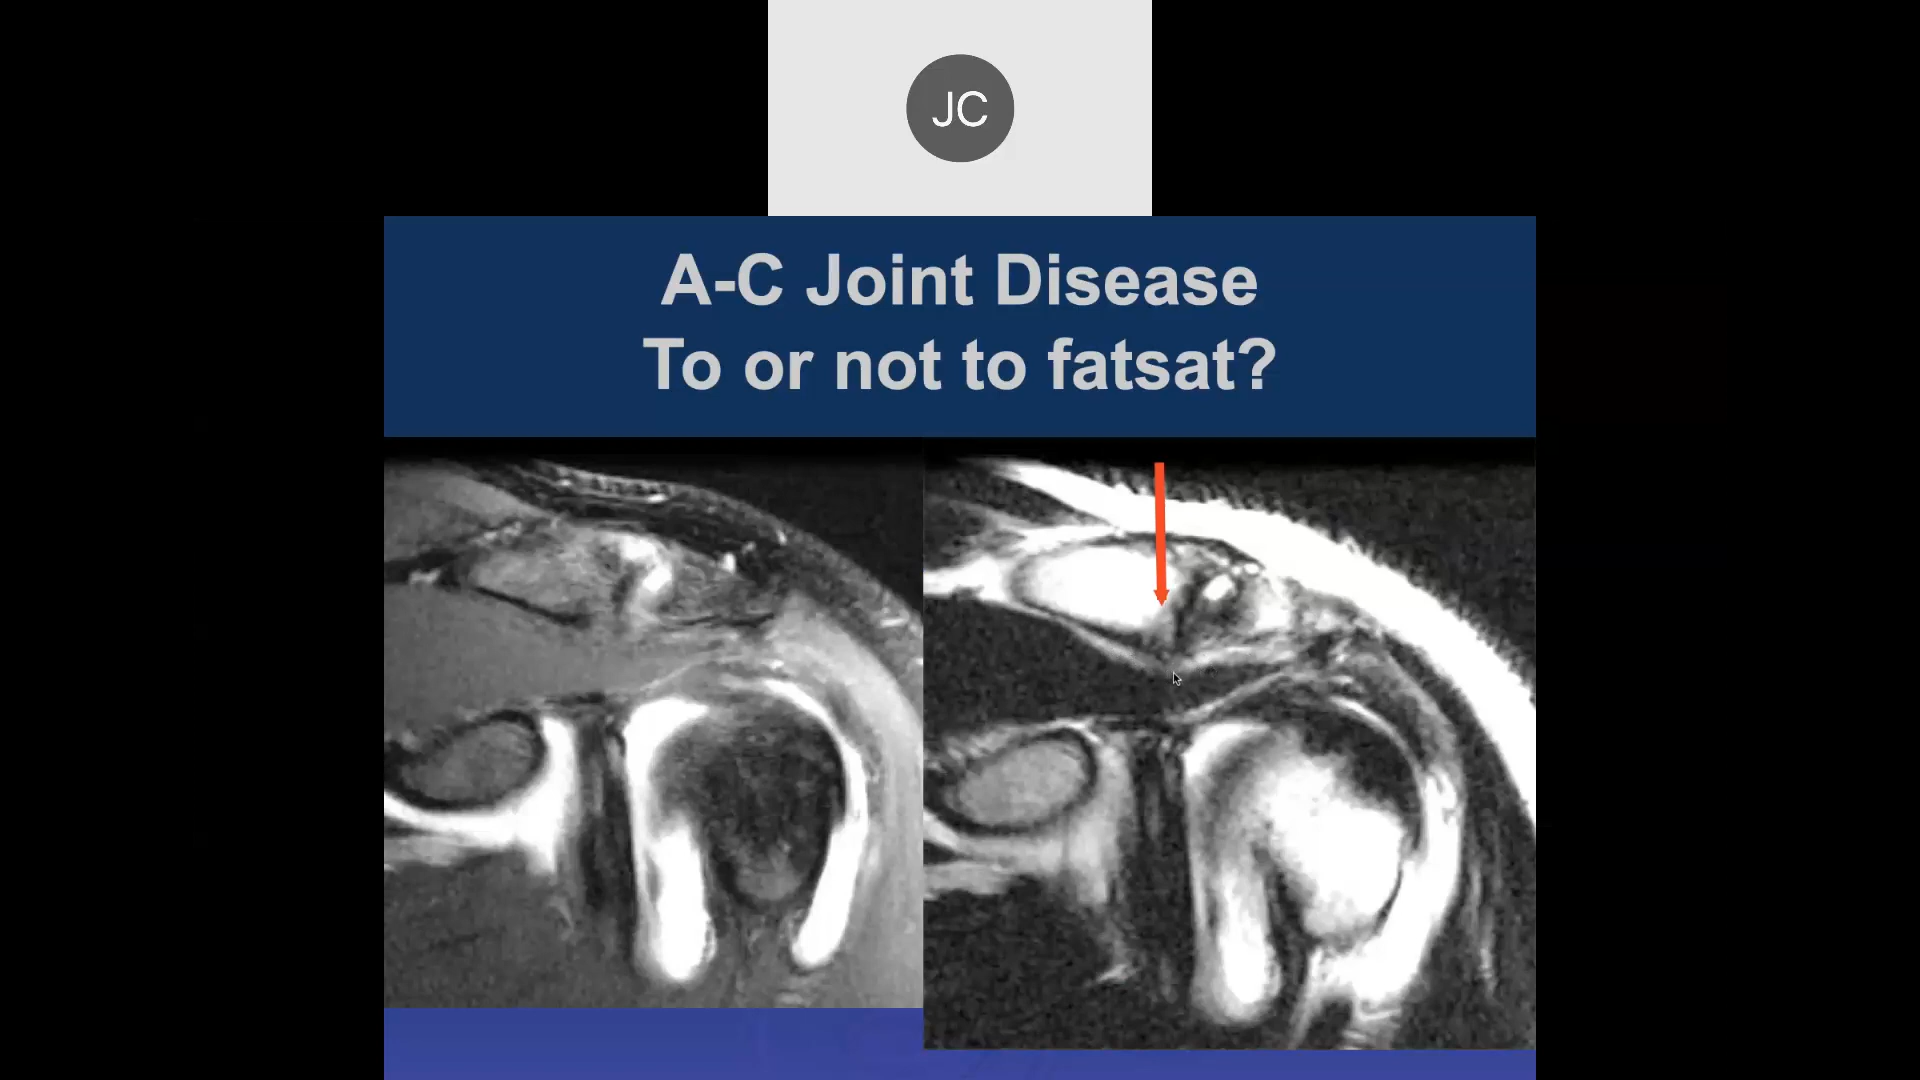 JC
A-C Joint Disease
To or not to fatsat?